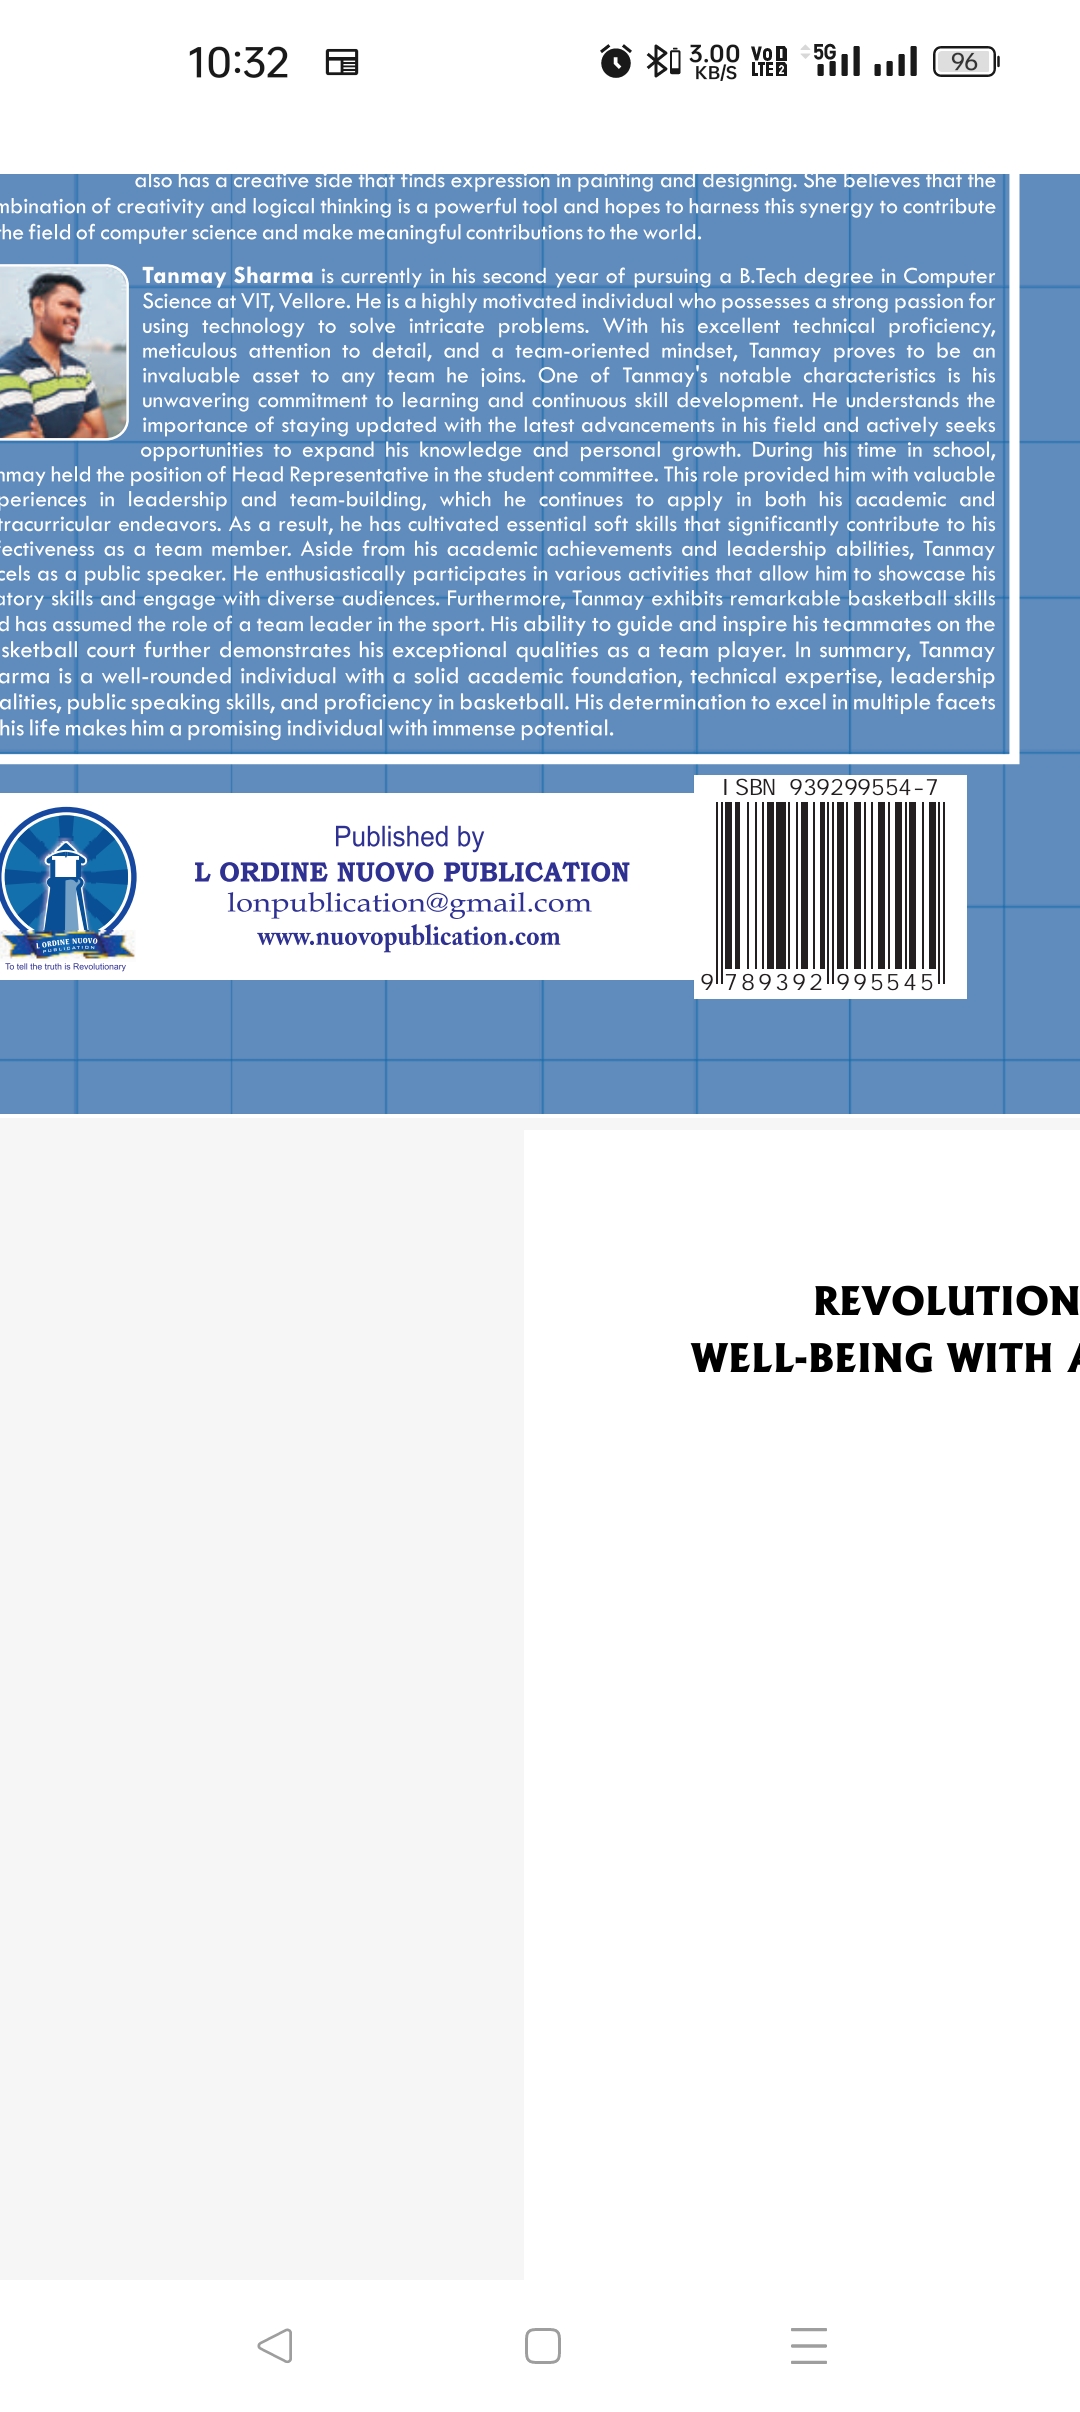 10:32
3.00
KB/S
VoD
LTE 2
5G
96
also has a creative side that finds expression in painting and designing. She believes that the
mbination of creativity and logical thinking is a powerful tool and hopes to harness this synergy to contribute
the field of computer science and make meaningful contributions to the world.
Tanmay Sharma is currently in his second year of pursuing a B.Tech degree in Computer
Science at VIT, Vellore. He is a highly motivated individual who possesses a strong passion for
using technology to solve intricate problems. With his excellent technical proficiency,
meticulous attention to detail, and a team-oriented mindset, Tanmay proves to be an
invaluable asset to any team he joins. One of Tanmay's notable characteristics is his
unwavering commitment to learning and continuous skill development. He understands the
importance of staying updated with the latest advancements in his field and actively seeks
opportunities to expand his knowledge and personal growth. During his time in school,
nmay held the position of Head Representative in the student committee. This role provided him with valuable
periences in leadership and team-building, which he continues to apply in both his academic and
tracurricular endeavors. As a result, he has cultivated essential soft skills that significantly contribute to his
ectiveness as a team member. Aside from his academic achievements and leadership abilities, Tanmay
cels as a public speaker. He enthusiastically participates in various activities that allow him to showcase his
atory skills and engage with diverse audiences. Furthermore, Tanmay exhibits remarkable basketball skills
d has assumed the role of a team leader in the sport. His ability to guide and inspire his teammates on the
sketball court further demonstrates his exceptional qualities as a team player. In summary, Tanmay
arma is a well-rounded individual with a solid academic foundation, technical expertise, leadership
alities, public speaking skills, and proficiency in basketball. His determination to excel in multiple facets
his life makes him a promising individual with immense potential.
ISBN 939299554-7
Published by
L ORDINE NUOVO PUBLICATION
lonpublication@gmail.com
www.nuovopublication.com
L ORDINE NUOVO
PUBLICATION
To tell the truth is Revolutionary
9 789392 995545
REVOLUTION
WELL-BEING WITH A